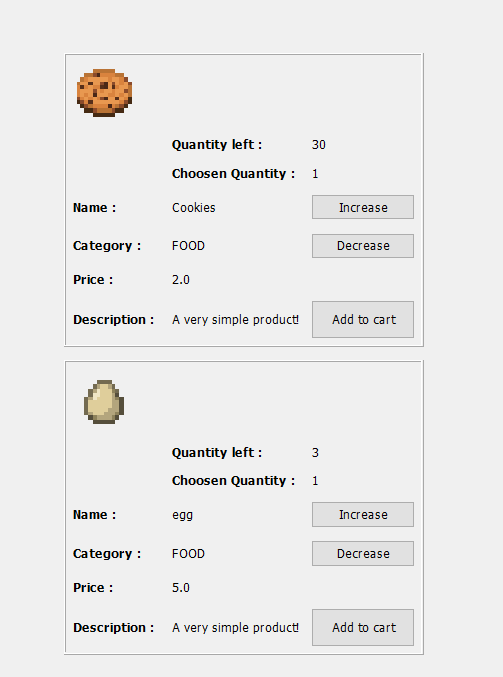 Quantity left : 30
Choosen Quantity : 1
Name : Cookies Increase
Category : FOOD Decrease
Price : 2.0
Description : A very simple product! Add to cart
Quantity left : 3
Choosen Quantity : 1
Name : egg Increase
Category : FOOD Decrease
Price : 5.0
Description : A very simple product! Add to cart